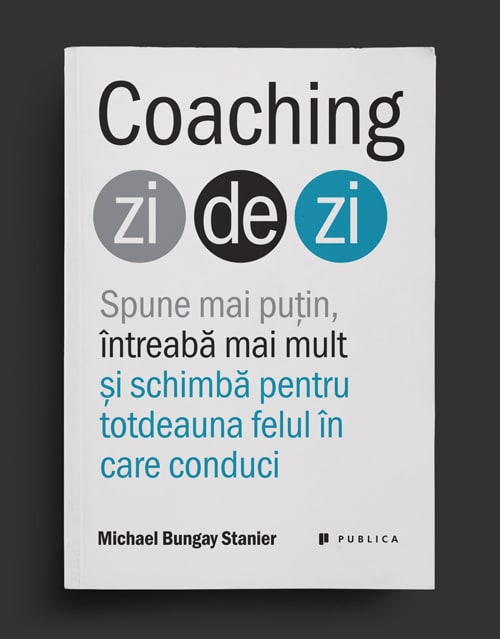 Coaching
zi de zi
Spune mai puțin,
întreabă mai mult
și schimbă pentru
totdeauna felul în
care conduci
Michael Bungay Stanier PUBLICA